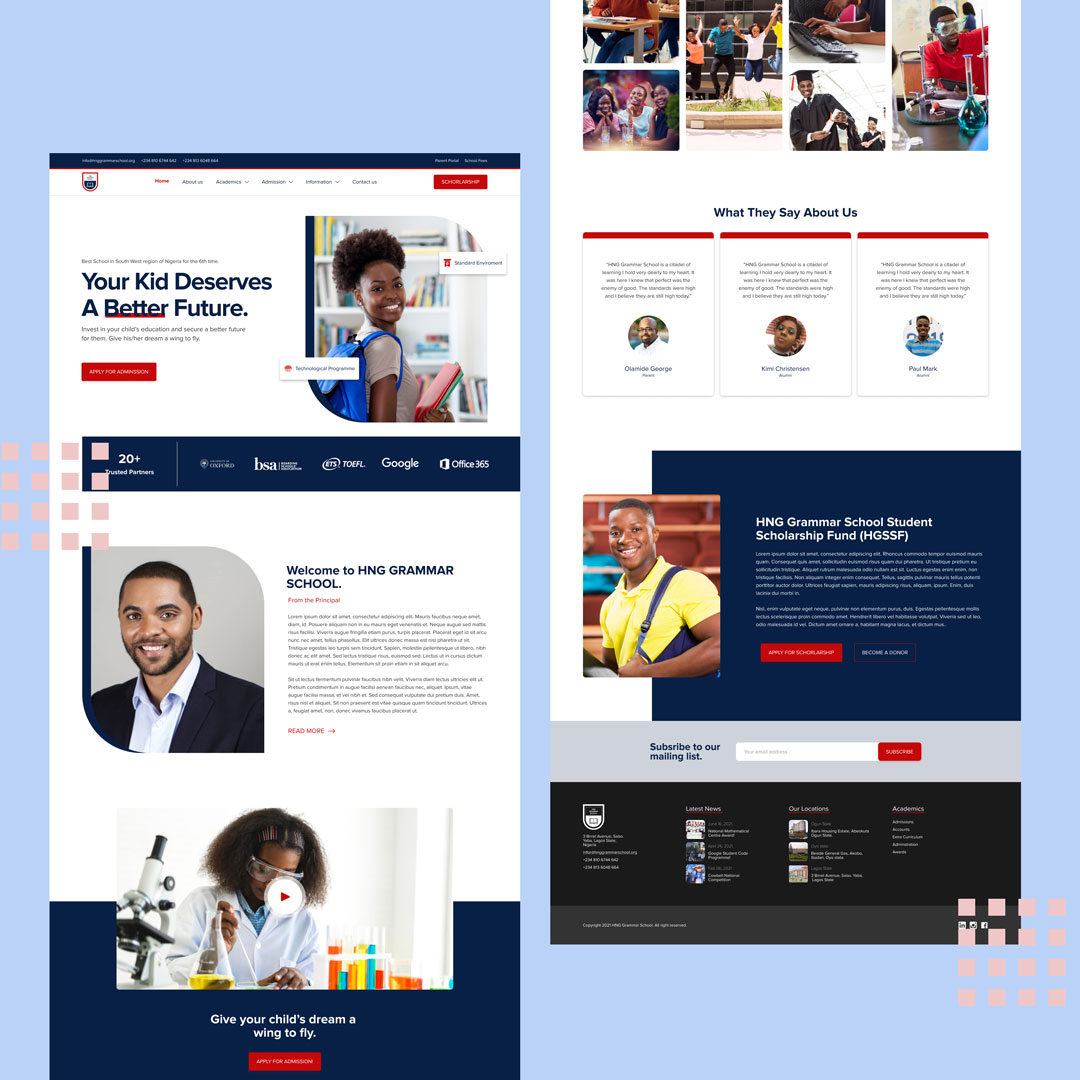 info@hnggrammarschool.org +234 810 6744 642 +234 813 6048 664
Parent Portal School Fees
Home About us Academics Admission Information Contact us
SCHORLARSHIP
Best School in South West region of Nigeria for the 6th time.
Your Kid Deserves
A Better Future.
Invest in your child's education and secure a better future
for them. Give his/her dream a wing to fly.
APPLY FOR ADMINSSION
Standard Enviroment
Technological Programme
20+
Trusted Partners
UNIVERSITY OF
OXFORD
bsa
BOARDING
SCHOOLS
ASSOCIATION
ETS TOEFL
Google
Office 365
Welcome to HNG GRAMMAR
SCHOOL.
From the Principal
Lorem ipsum dolor sit amet, consectetur adipiscing elit. Mauris faucibus neque amet,
diam, id. Posuere aliquam non in eu mauris eget venenatis et. Neque augue sed mattis
risus facilisi. Viverra augue fringilla etiam purus, turpis placerat. Placerat eget id sit arcu
nunc nec amet, tellus phasellus. Elit ultrices donec massa est nisl pharetra ut sit.
Tristique egestas leo turpis sem tincidunt. Sapien, molestie pellentesque ut libero, nibh
donec ac elit amet. Sed lectus tristique risus, euismod sed. Lectus ut in cursus dictum
mauris ut erat enim tellus. Elementum sit proin etiam in sit aliquet arcu.
Sit ut lectus fermentum pulvinar faucibus nibh velit. Viverra diam lectus ultricies elit ut.
Pretium condimentum in augue facilisi aenean faucibus nec, aliquet. Ipsum, vitae
augue facilisi massa, et vel nibh et. Sed consequat vulputate dui pretium duis. Amet,
risus nisl et aliquet. Sit non praesent est vitae quisque quam tincidunt tincidunt. Ultrices
a, feugiat amet, non, donec vivamus faucibus placerat ut.
READ MORE
Give your child's dream a
wing to fly.
APPLY FOR ADMISSION!
What They Say About Us
"HNG Grammar School is a citadel of
learning I hold very dearly to my heart. It
was here I knew that perfect was the
enemy of good. The standards were high
and I believe they are still high today."
Olamide George
Parent
"HNG Grammar School is a citadel of
learning I hold very dearly to my heart. It
was here I knew that perfect was the
enemy of good. The standards were high
and I believe they are still high today."
Kimi Christensen
Alumni
"HNG Grammar School is a citadel of
learning I hold very dearly to my heart. It
was here I knew that perfect was the
enemy of good. The standards were high
and I believe they are still high today."
Paul Mark
Alumni
HNG Grammar School Student
Scholarship Fund (HGSSF)
Lorem ipsum dolor sit amet, consectetur adipiscing elit. Rhoncus commodo tempor euismod mauris
quam. Consequat quis amet, sollicitudin euismod risus quam dui pharetra. Ut tristique pretium eu
sollicitudin tristique. Aliquet rutrum malesuada odio nullam est sit. Luctus egestas enim enim, non
tristique facilisis. Non aliquam integer enim consequat. Tellus, sagittis pulvinar mauris tellus potenti
porttitor auctor dolor. Ultrices feugiat sapien, mauris adipiscing risus, aliquam, ipsum. Enim, duis
lacinia dui morbi in.
Nisl, enim vulputate eget neque, pulvinar non elementum purus, duis. Egestas pellentesque mollis
lectus scelerisque proin commodo amet. Hendrerit libero vel habitasse volutpat. Viverra sed ut leo,
odio malesuada id vel. Dictum amet ornare a, habitant magna lacus, et dictum mus..
APPLY FOR SCHORLARSHIP
BECOME A DONOR
Subsribe to our
mailing list.
Your email address
SUBSCRIBE
3 Birrel Avenue, Sabo.
Yaba, Lagos State,
Nigeria
info@hnggrammarschool.org
+234 810 6744 642
+234 813 6048 664
Latest News
June 16, 2021
National Mathematical
Centre Award!
April 26, 2021
Google Student Code
Programme!
Feb 06, 2021
Cowbell National
Competition
Our Locations
Ogun State
Ibara Housing Estate, Abeokuta
Ogun State.
Oyo state
Beside General Gas, Akobo,
Ibadan, Oyo state.
Lagos State
3 Birrel Avenue, Sabo. Yaba,
Lagos State
Academics
Admissions
Accounts
Extra Curriculum
Administration
Awards
Copyright 2021 HNG Grammar School. All right reserved.